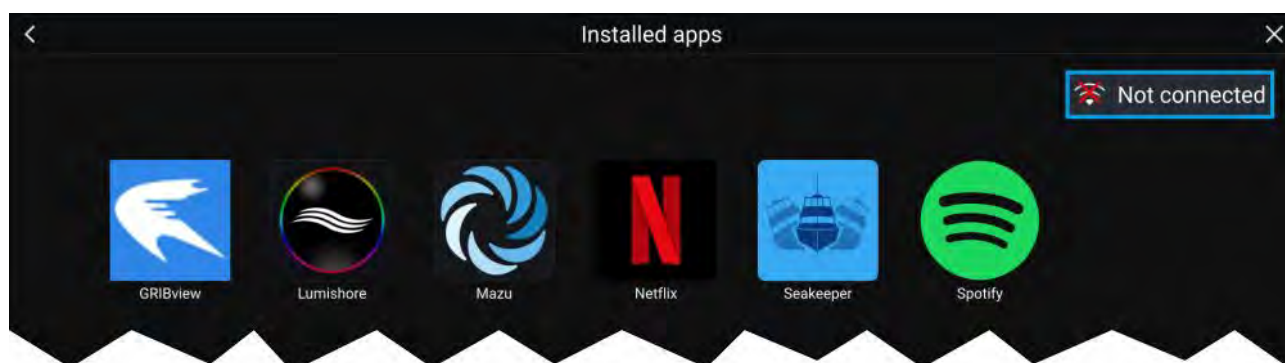 Installed apps
Not connected
GRIBview Lumishore Mazu Netflix Seakeeper Spotify